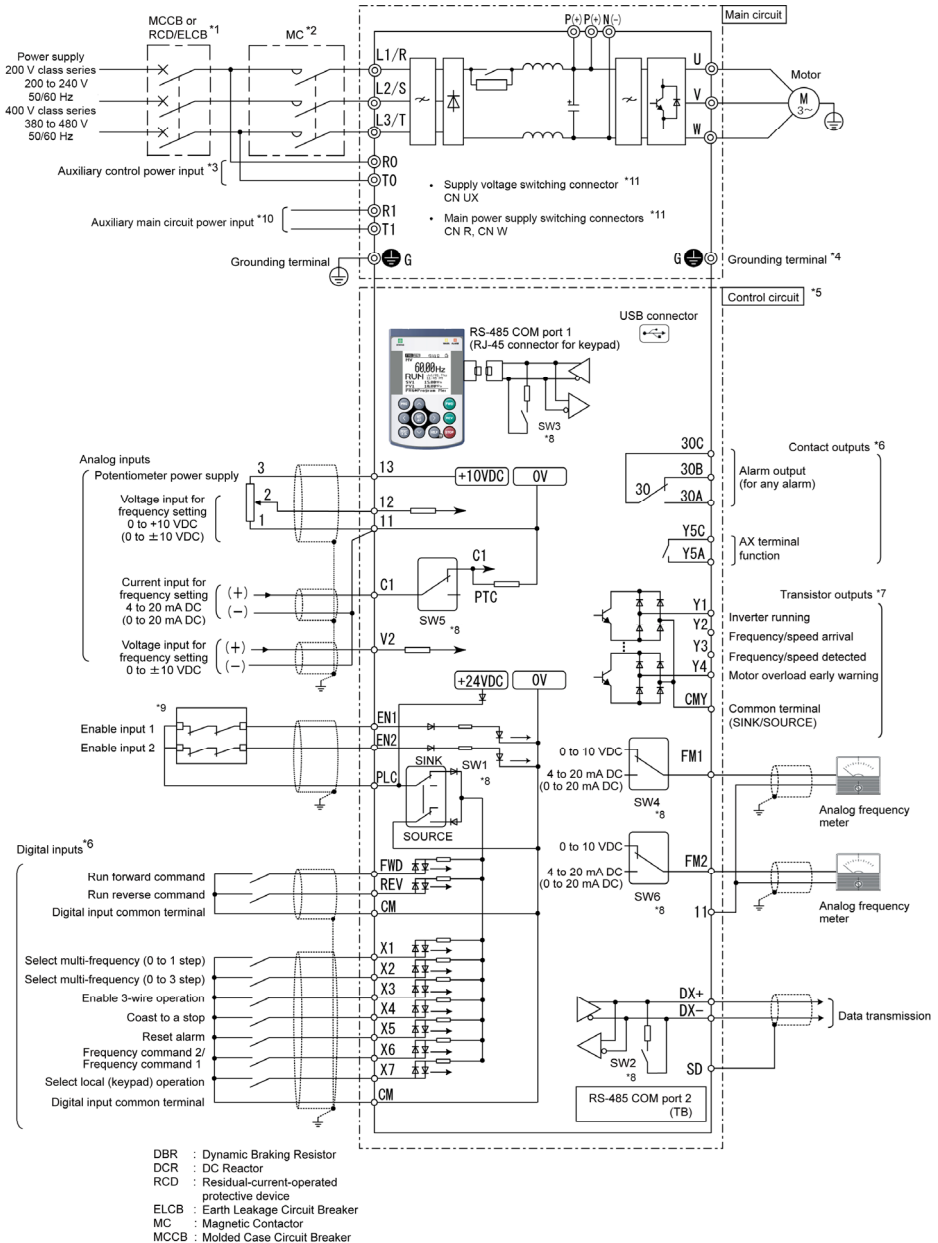 MCCB or
RCD/ELCB *1
MC *2
P(+) P(+) N(-)
Main circuit
Power supply
200 V class series
200 to 240 V
50/60 Hz
400 V class series
380 to 480 V
50/60 Hz
L1/R
L2/S
L3/T
U
V
W
Motor
M
3~
Auxiliary control power input *3
R0
T0
Auxiliary main circuit power input *10
R1
T1
• Supply voltage switching connector *11
CN UX
• Main power supply switching connectors *11
CN R, CN W
Grounding terminal
G
G
Grounding terminal *4
Control circuit *5
USB connector
RS-485 COM port 1
(RJ-45 connector for keypad)
60.00Hz
RUN
SW3
*8
Analog inputs
Potentiometer power supply
3
13
+10VDC
0V
Voltage input for
frequency setting
0 to +10 VDC
(0 to ±10 VDC)
2
12
1
11
Current input for
frequency setting
4 to 20 mA DC
(0 to 20 mA DC)
(+)
(-)
C1
C1
PTC
SW5
*8
Voltage input for
frequency setting
0 to ±10 VDC
(+)
(-)
V2
+24VDC
0V
*9
Enable input 1
Enable input 2
EN1
EN2
PLC
SINK
SW1
*8
SOURCE
Digital inputs *6
Run forward command
FWD
Run reverse command
REV
Digital input common terminal
CM
Select multi-frequency (0 to 1 step)
X1
Select multi-frequency (0 to 3 step)
X2
Enable 3-wire operation
X3
Coast to a stop
X4
Reset alarm
X5
Frequency command 2/
Frequency command 1
X6
Select local (keypad) operation
X7
Digital input common terminal
CM
30C
30B
30
30A
Contact outputs *6
Alarm output
(for any alarm)
Y5C
Y5A
AX terminal
function
Transistor outputs *7
Y1
Inverter running
Y2
Frequency/speed arrival
Y3
Frequency/speed detected
Y4
Motor overload early warning
CMY
Common terminal
(SINK/SOURCE)
0 to 10 VDC
FM1
4 to 20 mA DC
(0 to 20 mA DC)
SW4
*8
Analog frequency
meter
0 to 10 VDC
FM2
4 to 20 mA DC
(0 to 20 mA DC)
SW6
*8
11
Analog frequency
meter
DX+
DX-
Data transmission
SW2
*8
SD
RS-485 COM port 2
(TB)
DBR : Dynamic Braking Resistor
DCR : DC Reactor
RCD : Residual-current-operated
protective device
ELCB : Earth Leakage Circuit Breaker
MC : Magnetic Contactor
MCCB : Molded Case Circuit Breaker